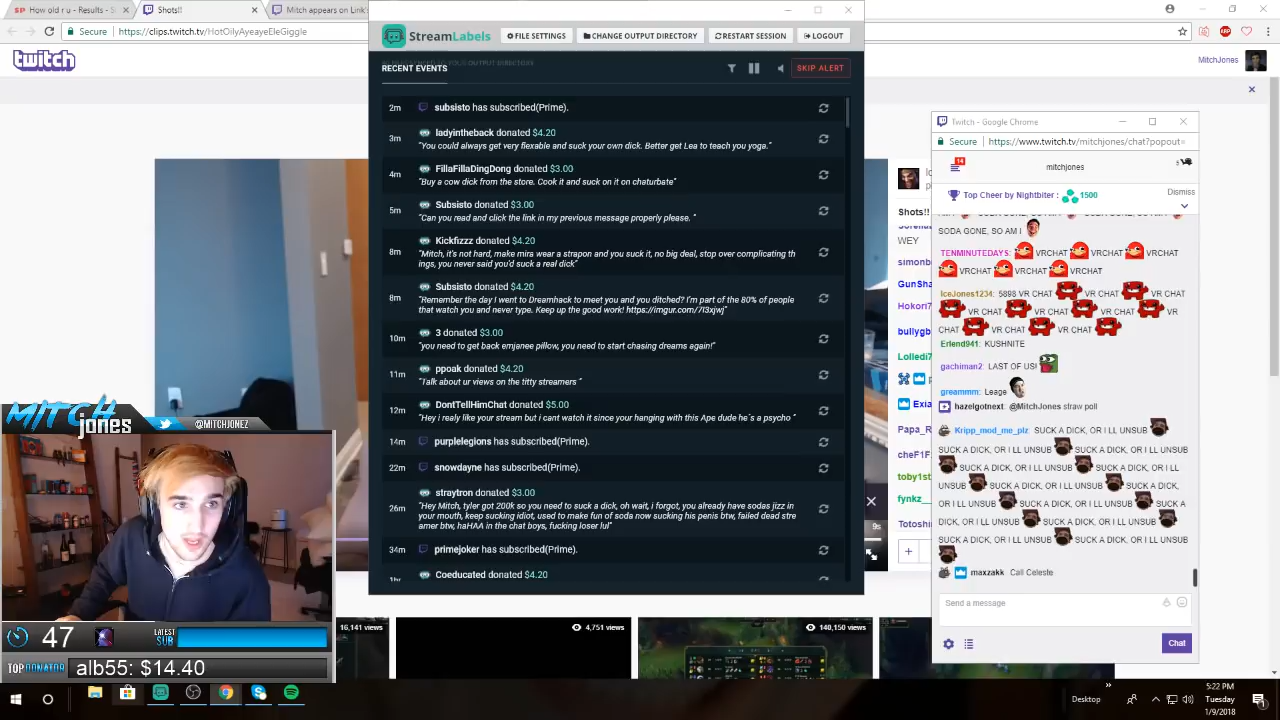 How old r u - Search Results
Shots!!
Mitch appears on Link's
Secure
https://clips.twitch.tv/HotOilyAyeayeEleGiggle
twitch
MitchJones
StreamLabels
FILE SETTINGS
CHANGE OUTPUT DIRECTORY
RESTART SESSION
LOGOUT
RECENT EVENTS
SKIP ALERT
2m subsisto has subscribed(Prime).
3m ladyintheback donated $4.20
"You could always get very flexable and suck your own dick. Better get Lea to teach you yoga."
4m FillaFillaDingDong donated $3.00
"Buy a cow dick from the store. Cook it and suck on it on chaturbate"
5m Subsisto donated $3.00
"Can you read and click the link in my previous message properly please. "
8m Kickfizzz donated $4.20
"Mitch, it's not hard, make mira wear a strapon and you suck it, no big deal, stop over complicating th
ings, you never said you'd suck a real dick"
8m Subsisto donated $4.20
"Remember the day I went to Dreamhack to meet you and you ditched? I'm part of the 80% of people
that watch you and never type. Keep up the good work! https://imgur.com/7I3xjwj"
10m 3 donated $3.00
"you need to get back emjanee pillow, you need to start chasing dreams again!"
11m ppoak donated $4.20
"Talk about ur views on the titty streamers "
12m DontTellHimChat donated $5.00
"Hey i realy like your stream but i cant watch it since your hanging with this Ape dude he´s a psycho "
14m purplelegions has subscribed(Prime).
22m snowdayne has subscribed(Prime).
26m straytron donated $3.00
"Hey Mitch, tyler got 200k so you need to suck a dick, oh wait, i forgot, you already have sodas jizz in
your mouth, keep sucking idiot, used to make fun of soda now sucking his penis btw, failed dead stre
amer btw, haHAA in the chat boys, fucking loser lul"
34m primejoker has subscribed(Prime).
1hr Coeducated donated $4.20
MITCH
jones
@MITCHJONEZ
47
LATEST
SUB
TOP DONATOR
alb55: $14.40
16,141 views
4,751 views
140,150 views
Shots!!
WEY
simonb
GunSha
Hokori7
bullygb
Lolledi7
Exia
Papa_R
cheF1F
toby1st
fynkz__
Totoshi
9s
Twitch - Google Chrome
Secure
https://www.twitch.tv/mitchjones/chat?popout=
14
mitchjones
Top Cheer by Nightbiter : 1500
Dismiss
SODA GONE, SO AM I
TENMINUTEDAYS: VRCHAT VRCHAT
VRCHAT VRCHAT
IceJones1234: 5898 VR CHAT VR CHAT
VR CHAT VR CHAT VR
CHAT VR CHAT VR CHAT
Erlend941: KUSHNITE
gachiman2: LAST OF US!
greammm: Leage
hazelgotnext: @MitchJones straw poll
Kripp_mod_me_plz: SUCK A DICK, OR I LL UNSUB
SUCK A DICK, OR I LL UNSUB SUCK A DICK, OR I LL UNSUB
SUCK A DICK, OR I LL UNSUB SUCK A DICK, OR I LL
UNSUB SUCK A DICK, OR I LL UNSUB SUCK A
DICK, OR I LL UNSUB SUCK A DICK, OR I LL UNSUB
SUCK A DICK, OR I LL UNSUB SUCK A DICK, OR I LL UNSUB
maxzakk: Call Celeste
Send a message
Chat
Desktop
5:22 PM
Tuesday
1/9/2018